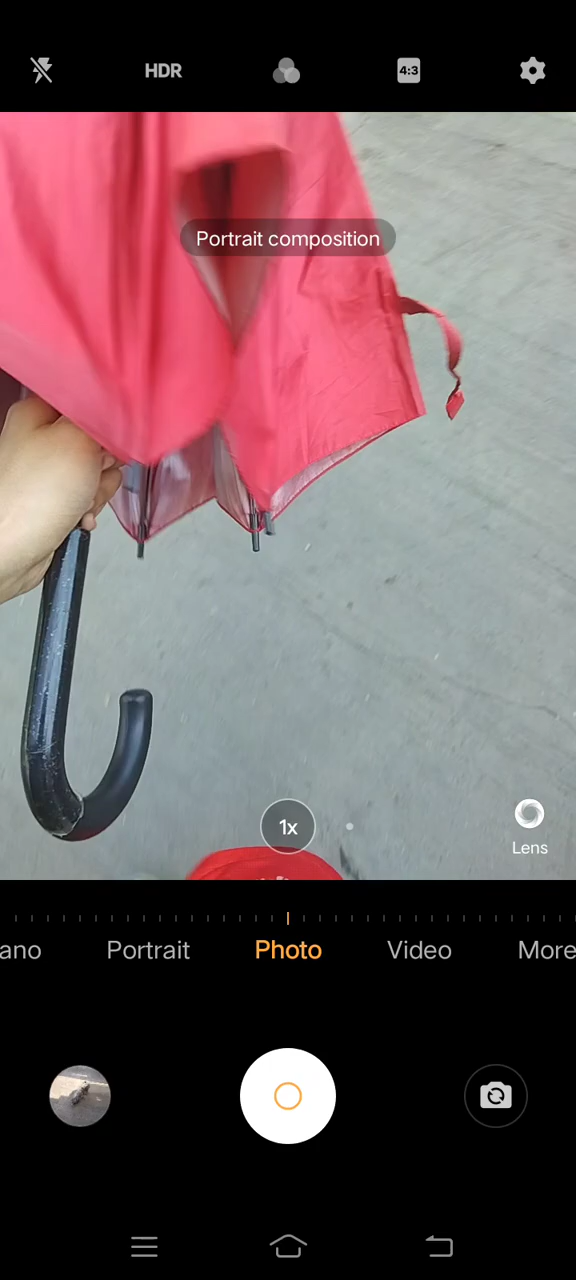 HDR
4:3
Portrait composition
1x
Lens
ano
Portrait
Photo
Video
More